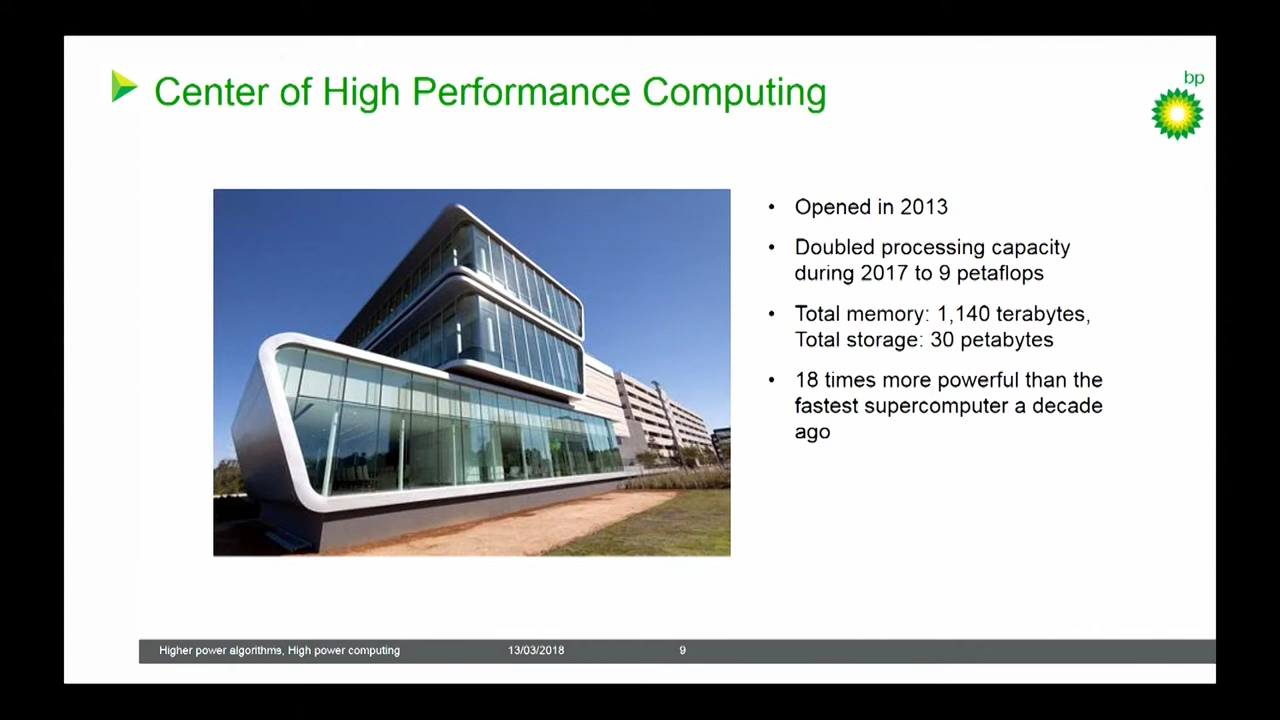 Center of High Performance Computing
bp
• Opened in 2013
• Doubled processing capacity
during 2017 to 9 petaflops
• Total memory: 1,140 terabytes,
Total storage: 30 petabytes
• 18 times more powerful than the
fastest supercomputer a decade
ago
Higher power algorithms, High power computing 13/03/2018 9